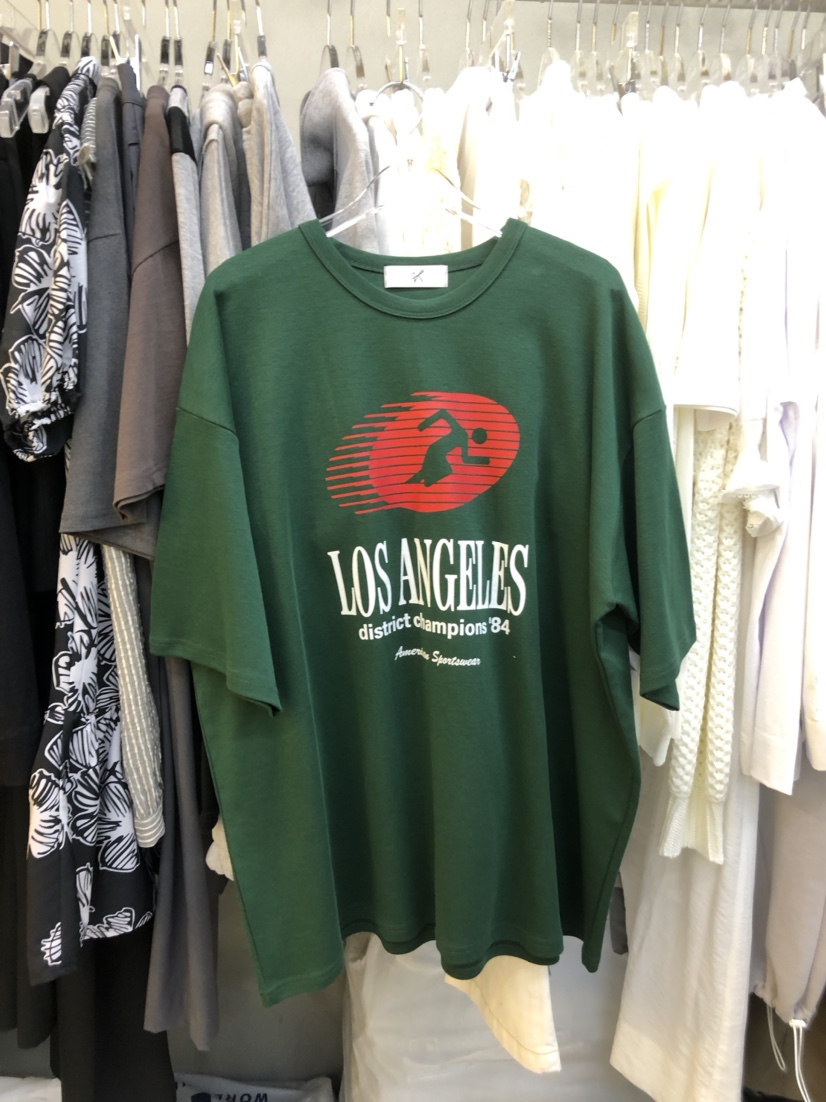 LOS ANGELES
district champions '84
American Sportswear